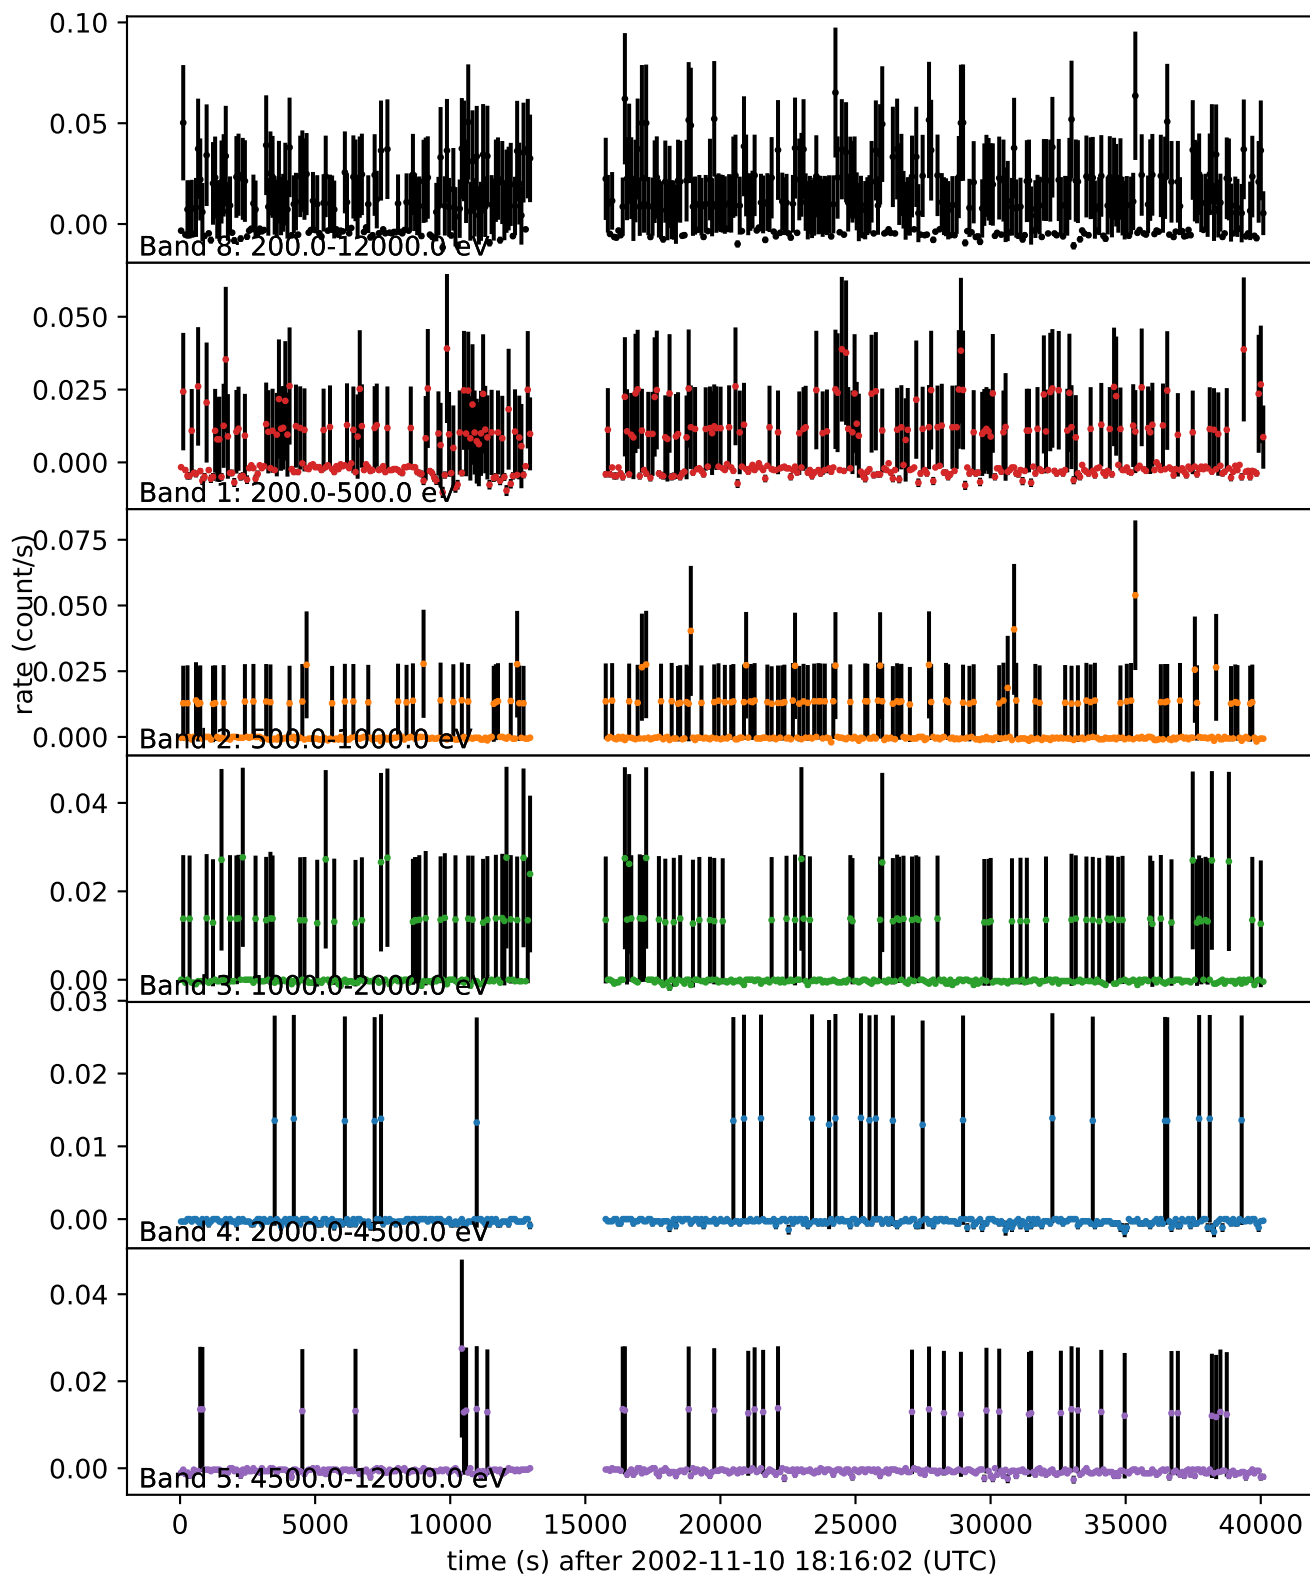 0.10
0.05
0.00
Band 8: 200.0-12000.0 eV
0.050
0.025
0.000
Band 1: 200.0-500.0 eV
rate (count/s)
0.075
0.050
0.025
0.000
Band 2: 500.0-1000.0 eV
0.04
0.02
0.00
Band 3: 1000.0-2000.0 eV
0.03
0.02
0.01
0.00
Band 4: 2000.0-4500.0 eV
0.04
0.02
0.00
Band 5: 4500.0-12000.0 eV
0 5000 10000 15000 20000 25000 30000 35000 40000
time (s) after 2002-11-10 18:16:02 (UTC)